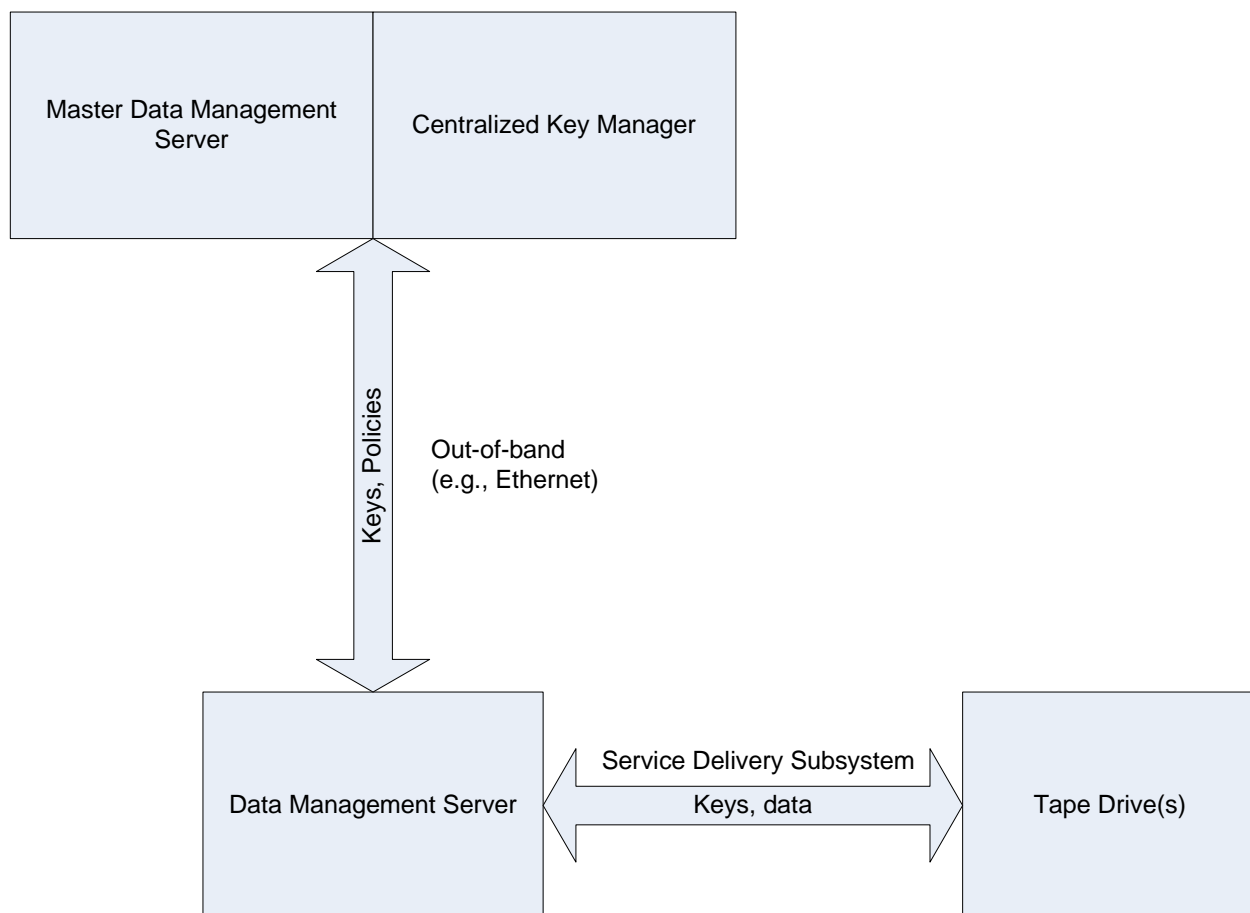 Master Data Management
Server
Centralized Key Manager
Keys, Policies
Out-of-band
(e.g., Ethernet)
Service Delivery Subsystem
Data Management Server
Keys, data
Tape Drive(s)